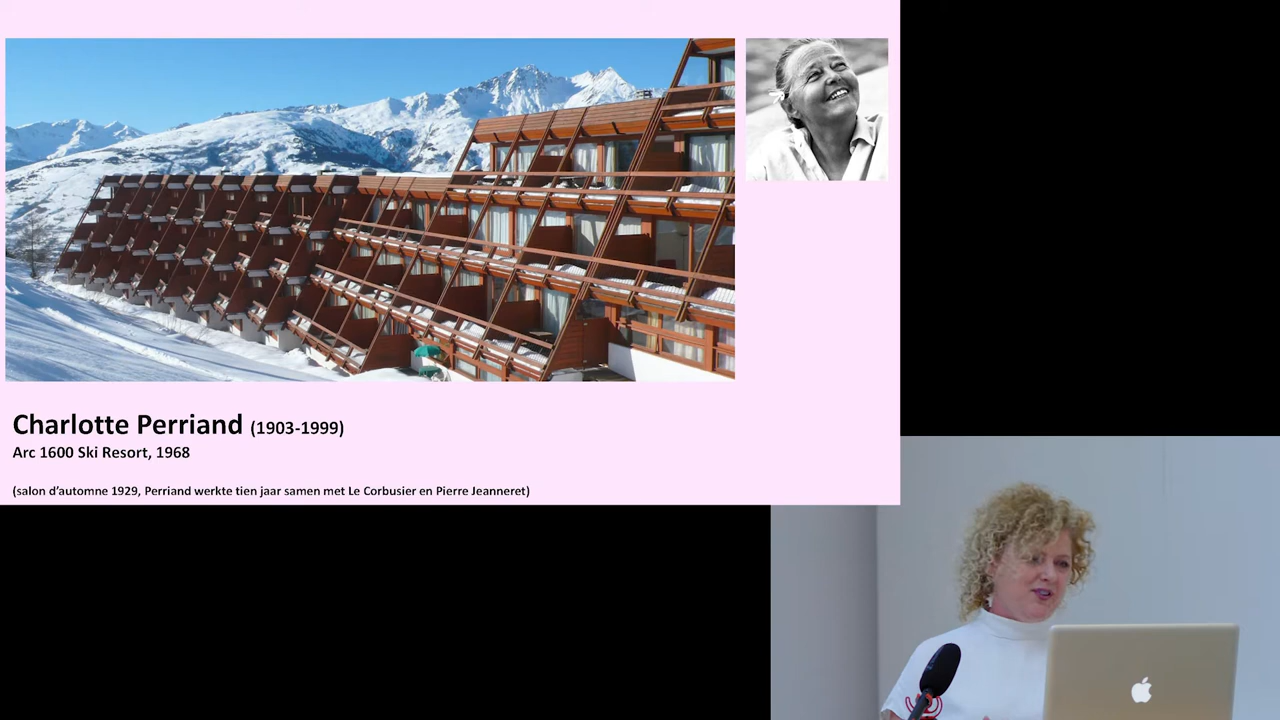 Charlotte Perriand (1903-1999)
Arc 1600 Ski Resort, 1968
(salon d’automne 1929, Perriand werkte tien jaar samen met Le Corbusier en Pierre Jeanneret)